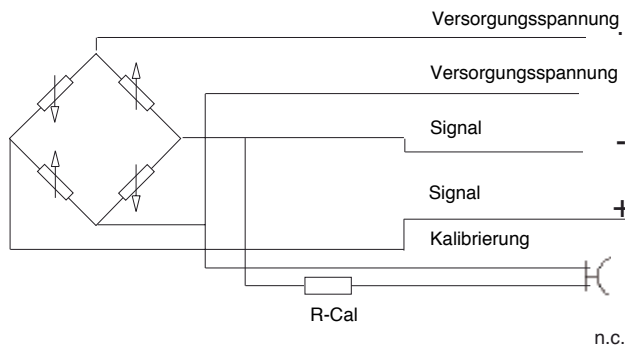 Versorgungsspannung
Versorgungsspannung
Signal
-
Signal
+
Kalibrierung
R-Cal
n.c.